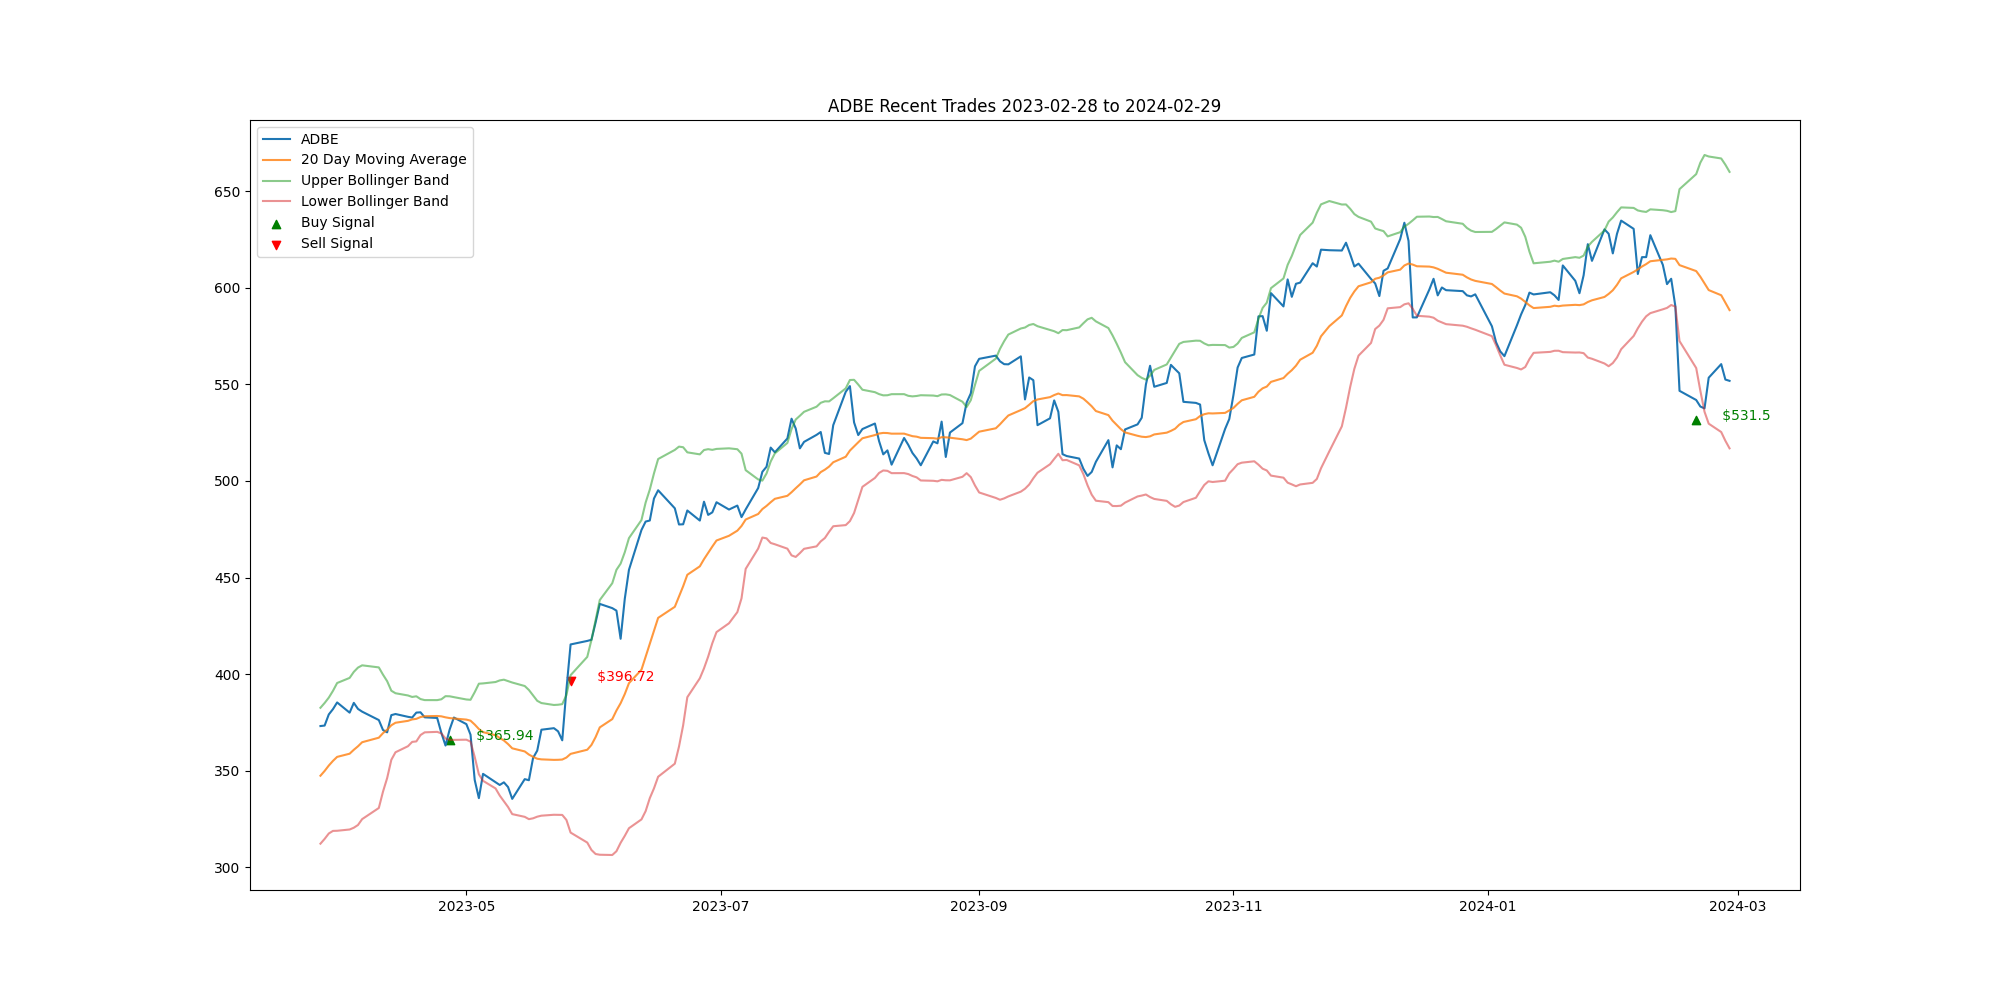 ADBE Recent Trades 2023-02-28 to 2024-02-29
ADBE
20 Day Moving Average
Upper Bollinger Band
Lower Bollinger Band
Buy Signal
Sell Signal
650
600
550
500
450
400
350
300
$365.94
$396.72
$531.5
2023-05
2023-07
2023-09
2023-11
2024-01
2024-03